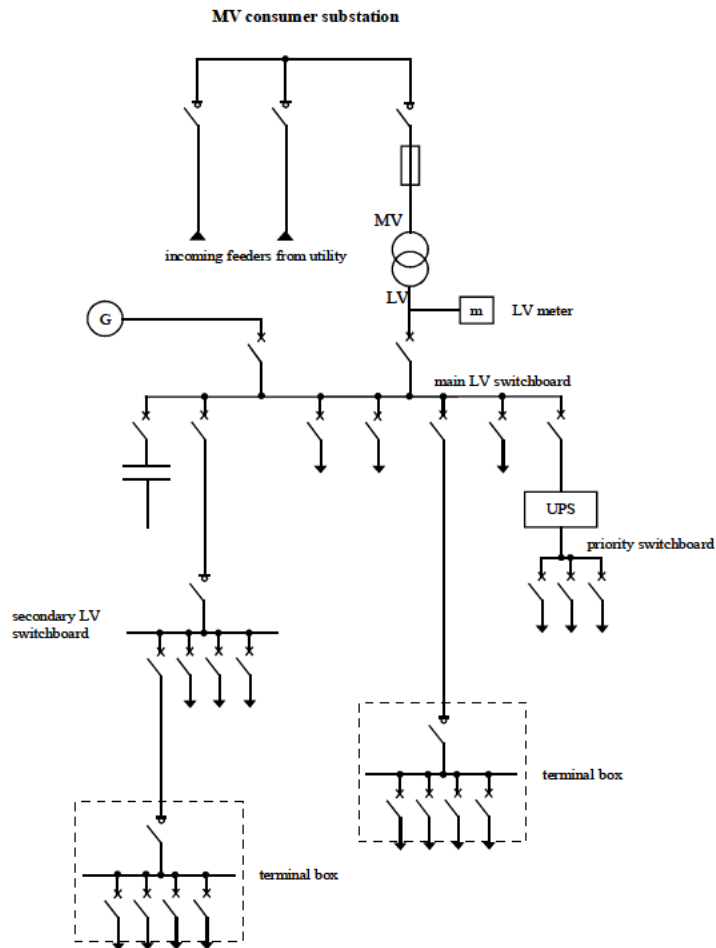 MV consumer substation
MV
incoming feeders from utility
LV
m
LV meter
G
main LV switchboard
UPS
priority switchboard
secondary LV
switchboard
terminal box
terminal box